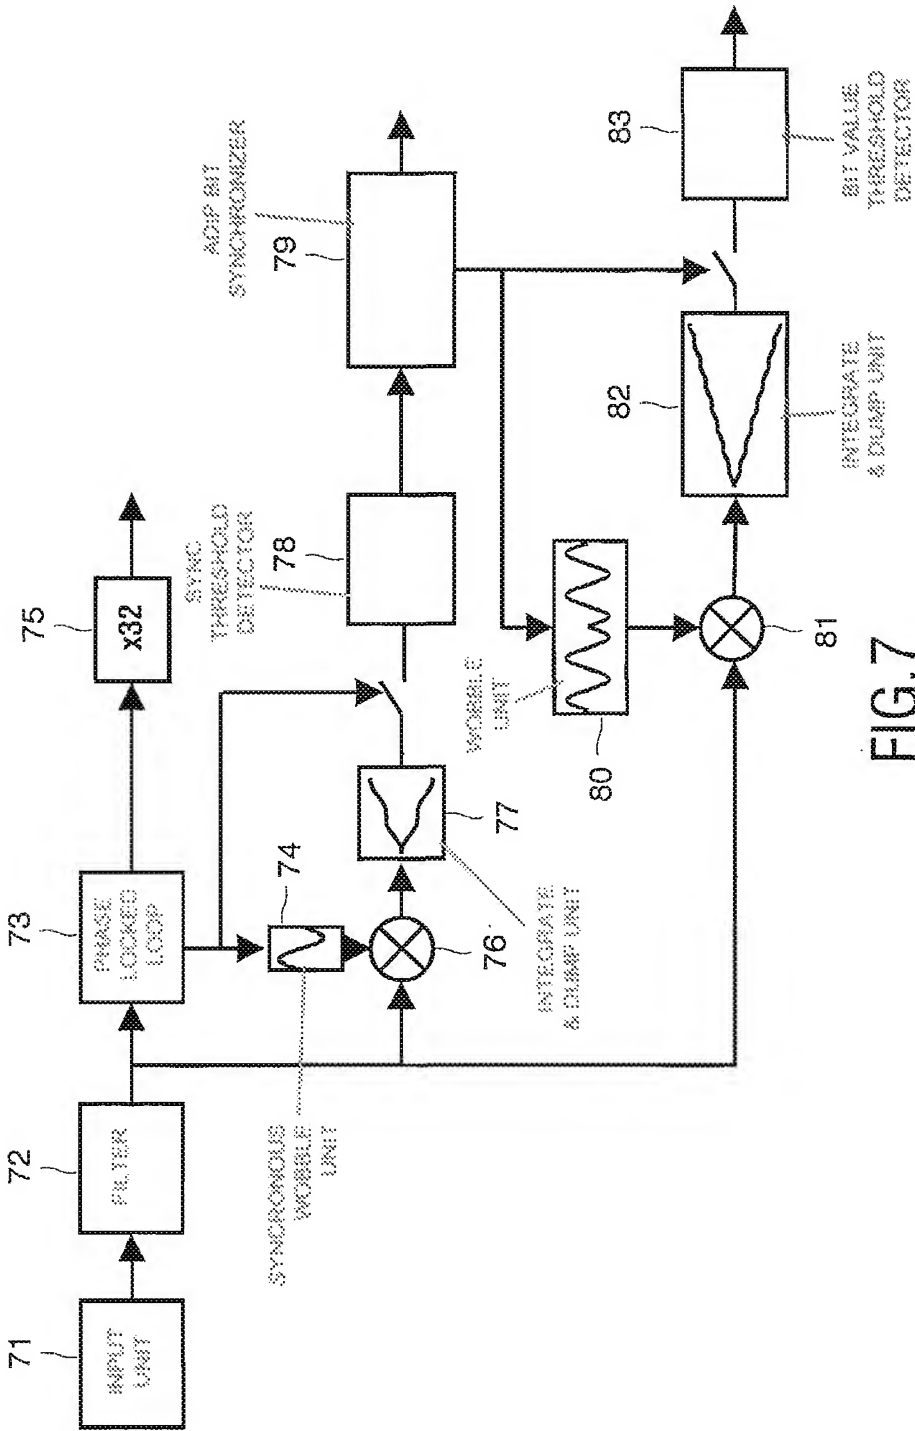 71
INPUT
UNIT
72
FILTER
73
PHASE
LOCKED
LOOP
75
x32
74
SYNCRONOUS
WOBBLE
UNIT
76
77
INTEGRATE
& DUMP UNIT
78
SYNC
THRESHOLD
DETECTOR
79
ADIP BIT
SYNCHRONIZER
80
WOBBLE
UNIT
81
82
INTEGRATE
& DUMP UNIT
83
BIT VALUE
THRESHOLD
DETECTOR
FIG.7